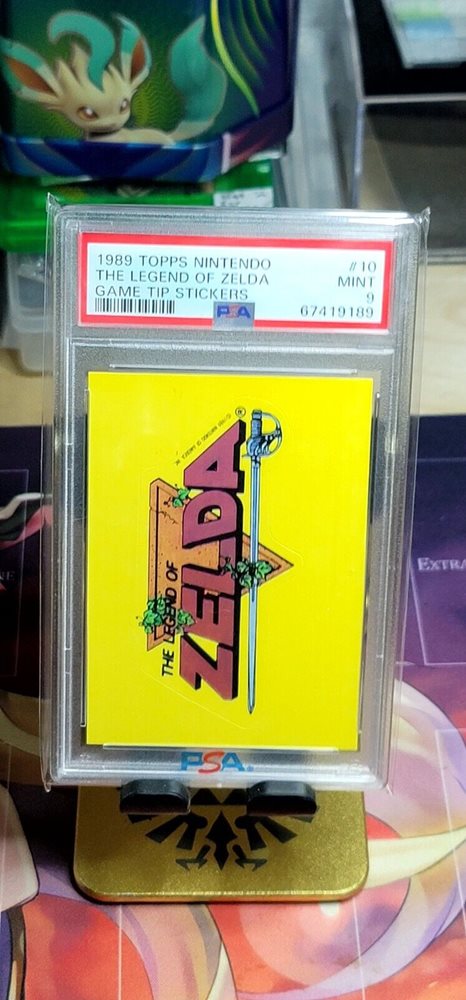 1989 TOPPS NINTENDO #10
THE LEGEND OF ZELDA MINT
GAME TIP STICKERS 9
PSA 67419189
THE LEGEND OF
ZELDA
®
PSA
EXTRA